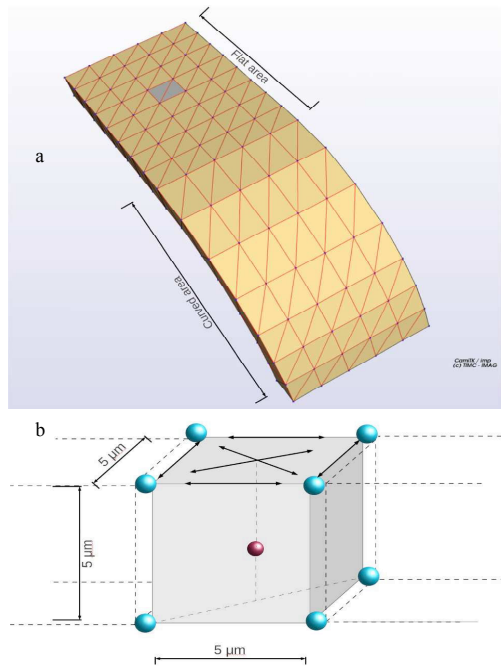 Flat area
a
Curved area
CamiTK / imp
(c) TIMC - IMAG
b
5 μm
5 μm
5 μm